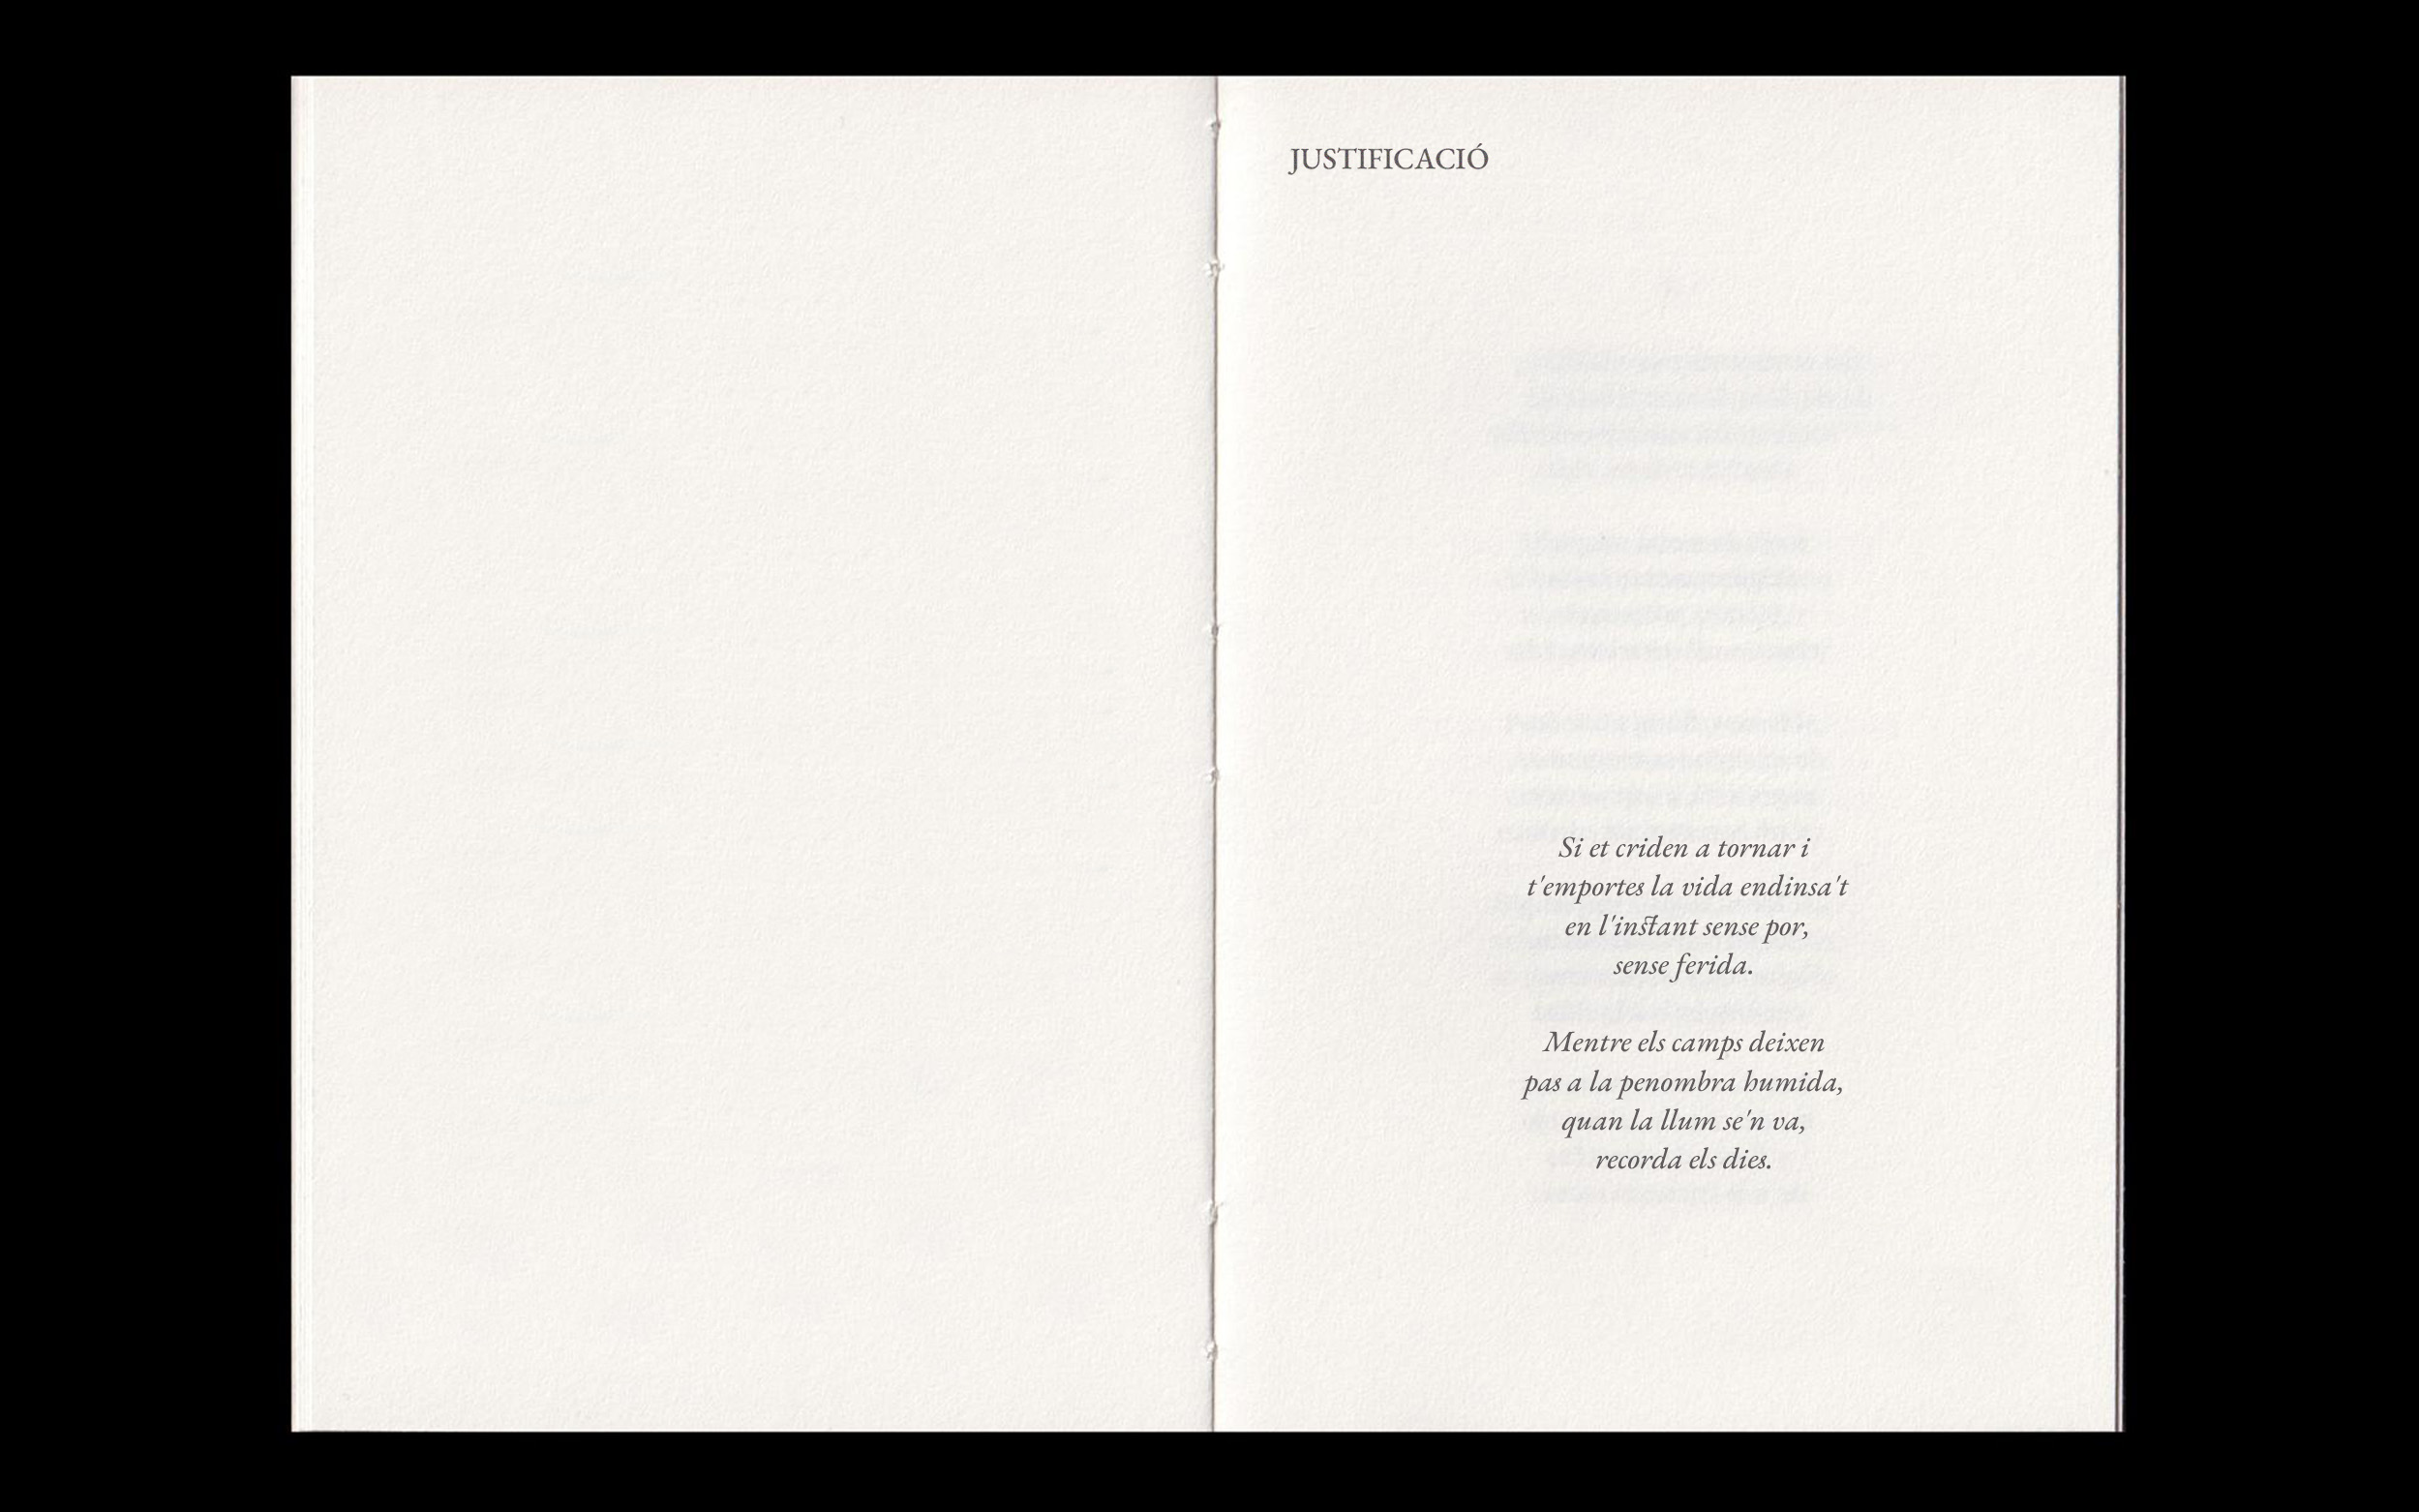 JUSTIFICACIÓ
Si et criden a tornar i
t'emportes la vida endinsa't
en l'instant sense por,
sense ferida.
Mentre els camps deixen
pas a la penombra humida,
quan la llum se'n va,
recorda els dies.